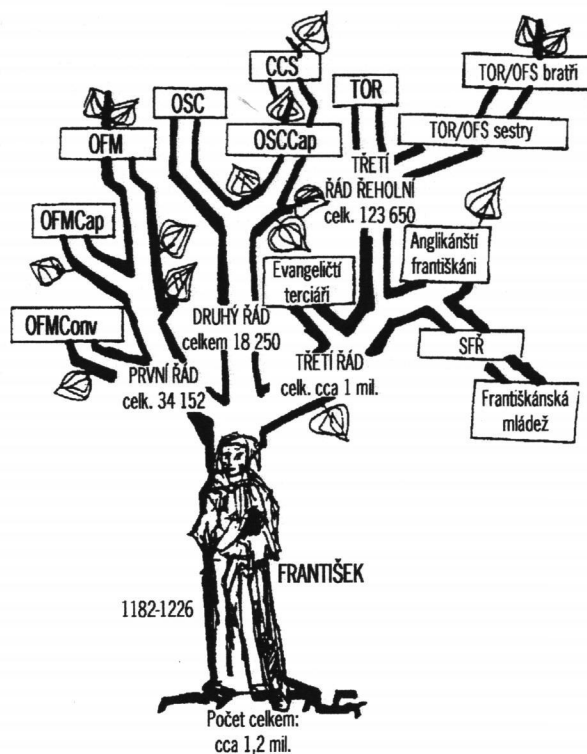 CCS
TOR/OFS bratři
OSC
TOR
OFM
OSCCap
TOR/OFS sestry
TŘETÍ
ŘÁD ŘEHOLNÍ
celk. 123 650
OFMCap
Anglikánští
františkáni
Evangeličtí
terciáři
OFMConv
DRUHÝ ŘÁD
celkem 18 250
SFŘ
PRVNÍ ŘÁD
celk. 34 152
TŘETÍ ŘÁD
celk. cca 1 mil.
Františkánská
mládež
FRANTIŠEK
1182-1226
Počet celkem:
cca 1,2 mil.